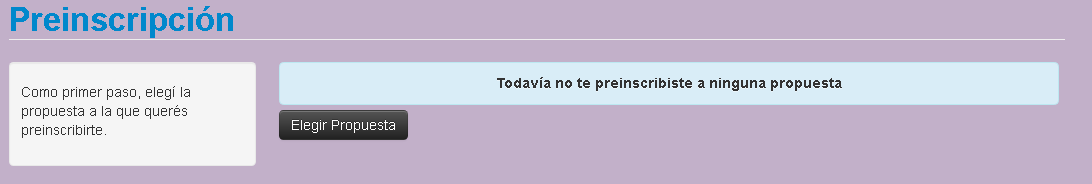 Preinscripción
Como primer paso, elegí la
propuesta a la que querés
preinscribirte.
Todavía no te preinscribiste a ninguna propuesta
Elegir Propuesta